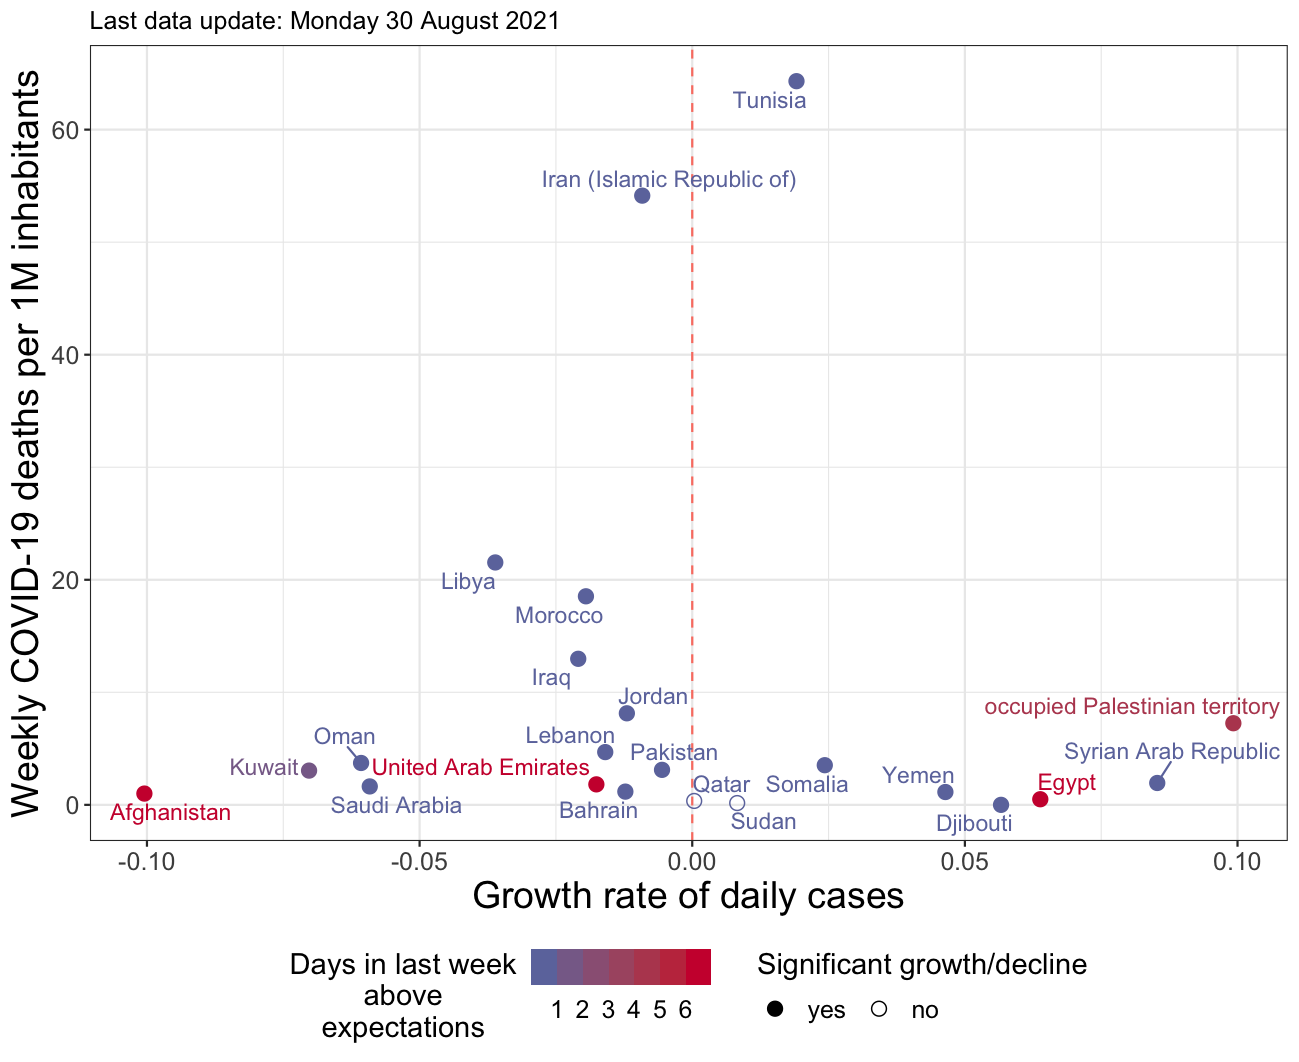 Last data update: Monday 30 August 2021
Weekly COVID-19 deaths per 1M inhabitants
60
40
20
0
Tunisia
Iran (Islamic Republic of)
Libya
Morocco
Iraq
Jordan
occupied Palestinian territory
Oman
Lebanon
Pakistan
Syrian Arab Republic
Kuwait
United Arab Emirates
Qatar
Somalia
Yemen
Egypt
Afghanistan
Saudi Arabia
Bahrain
Sudan
Djibouti
-0.10
-0.05
0.00
0.05
0.10
Growth rate of daily cases
Days in last week
above
expectations
1 2 3 4 5 6
Significant growth/decline
yes
no